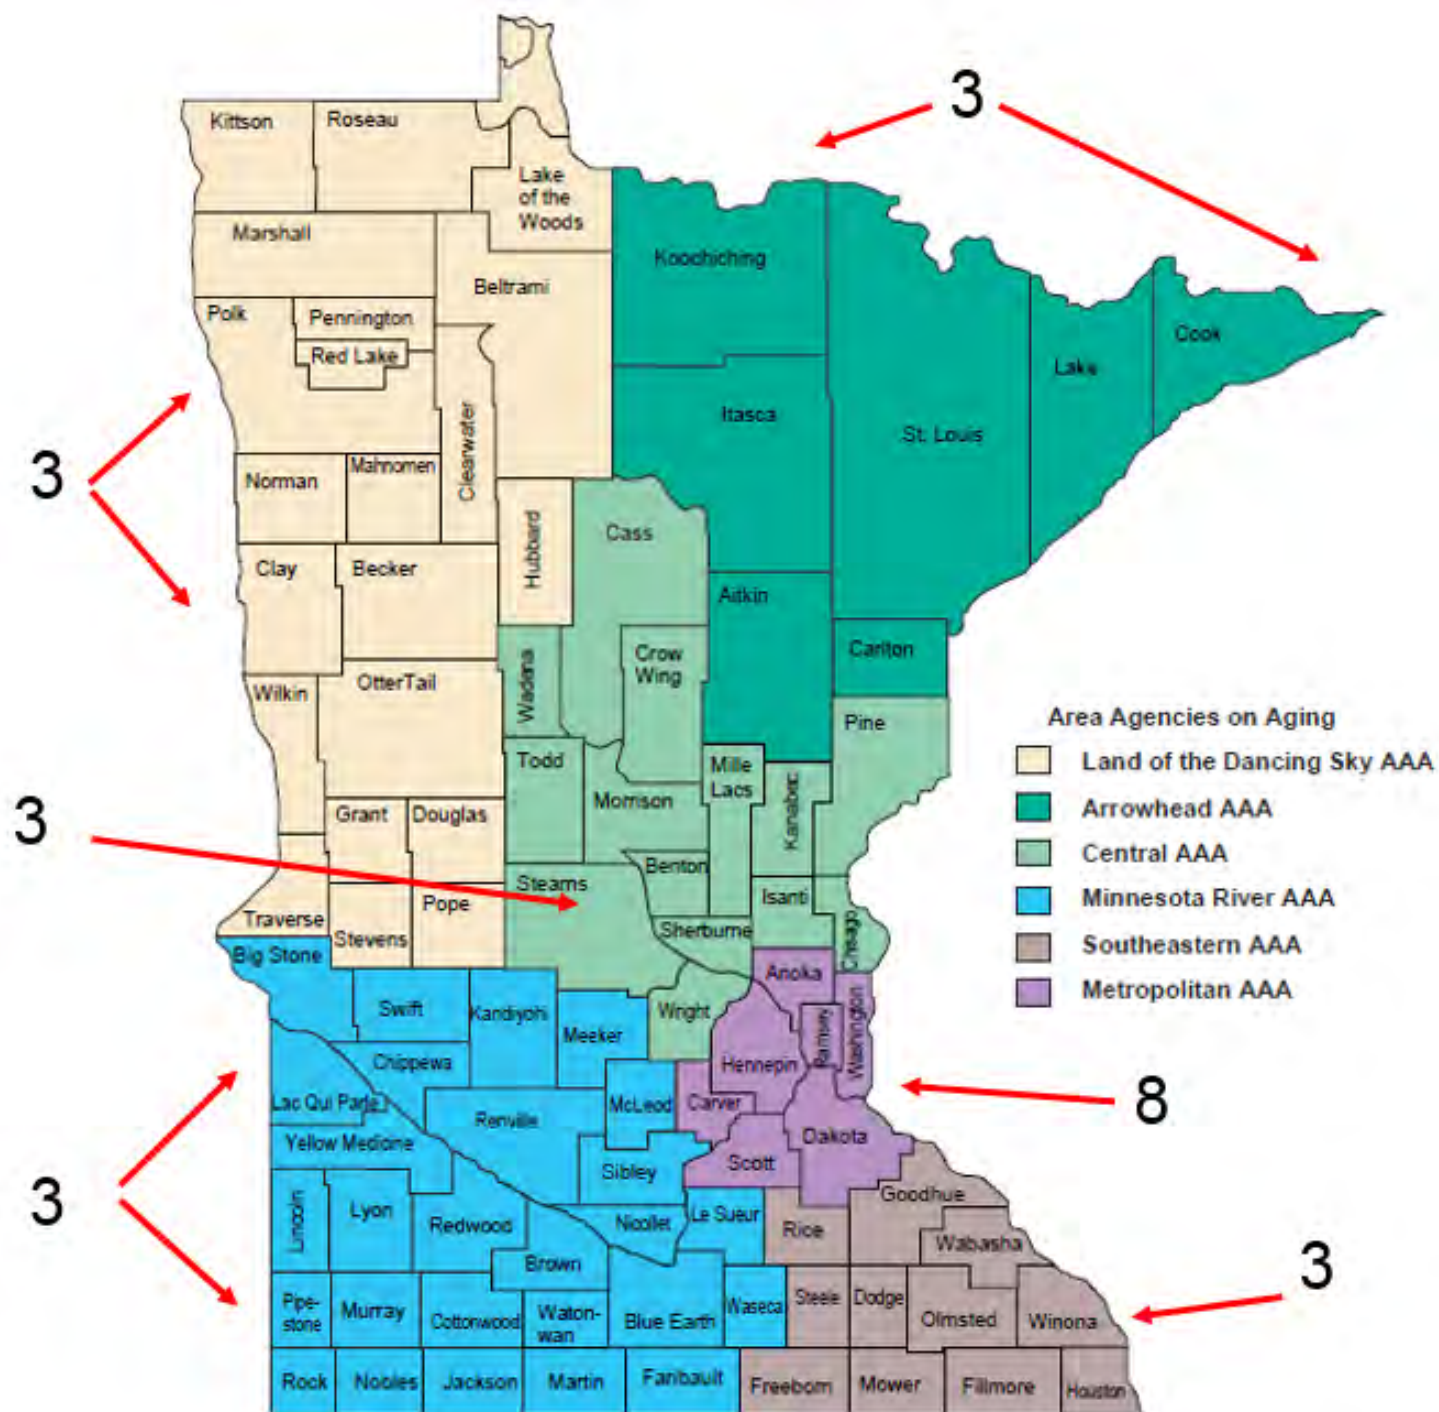 3
Kittson
Roseau
Lake
of the
Woods
Marshall
Koochiching
Beltrami
Polk
Pennington
Red Lake
Cook
Lake
Itasca
St. Louis
Clearwater
Mahnomen
Norman
3
Hubbard
Cass
Clay
Becker
Aitkin
Carlton
Crow
Wing
Wadena
OtterTail
Wilkin
Pine
Todd
Mille
Lacs
Morrison
Kanabec
Grant
Douglas
3
Benton
Stearns
Isanti
Pope
Traverse
Stevens
Sherburne
Chisago
Area Agencies on Aging
Land of the Dancing Sky AAA
Arrowhead AAA
Central AAA
Minnesota River AAA
Southeastern AAA
Metropolitan AAA
Big Stone
Anoka
Swift
Kandiyohi
Meeker
Wright
Ramsey
Washington
Chippewa
Hennepin
8
Lac Qui Parle
McLeod
Carver
Renville
Yellow Medicine
Dakota
Sibley
Scott
3
Lincoln
Lyon
Redwood
Nicollet
Le Sueur
Rice
Goodhue
Wabasha
Brown
3
Pipe-
stone
Murray
Cottonwood
Waton-
wan
Blue Earth
Waseca
Steele
Dodge
Olmsted
Winona
Rock
Nobles
Jackson
Martin
Faribault
Freeborn
Mower
Fillmore
Houston